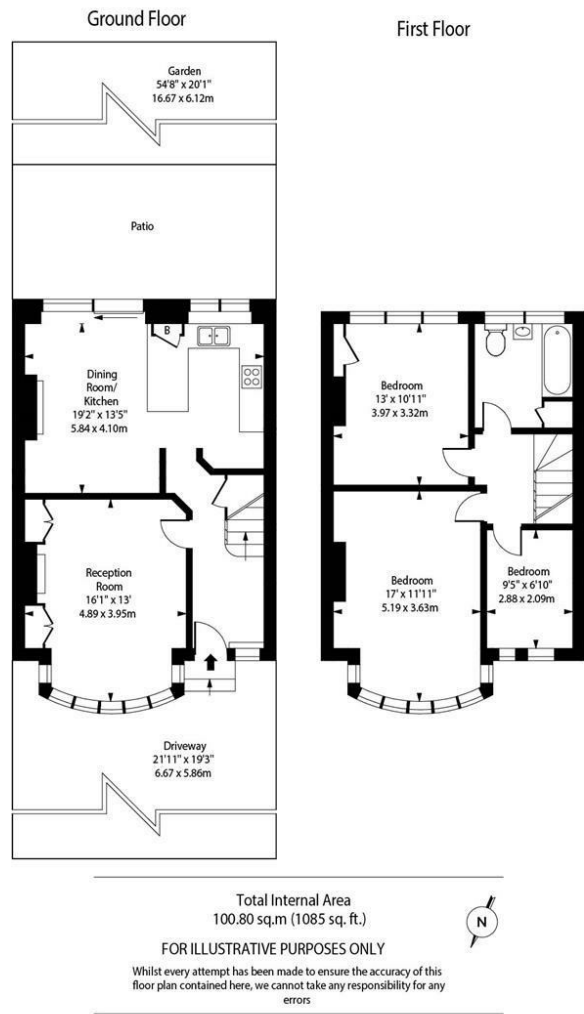 Ground Floor
First Floor
Garden
54'8" x 20'1"
16.67 x 6.12m
Patio
B
Dining
Room/
Kitchen
19'2" x 13'5"
5.84 x 4.10m
Reception
Room
16'1" x 13'
4.89 x 3.95m
Driveway
21'11" x 19'3"
6.67 x 5.86m
Bedroom
13' x 10'11"
3.97 x 3.32m
Bedroom
17' x 11'11"
5.19 x 3.63m
Bedroom
9'5" x 6'10"
2.88 x 2.09m
Total Internal Area
100.80 sq.m (1085 sq. ft.)
N
FOR ILLUSTRATIVE PURPOSES ONLY
Whilst every attempt has been made to ensure the accuracy of this
floor plan contained here, we cannot take any responsibility for any
errors